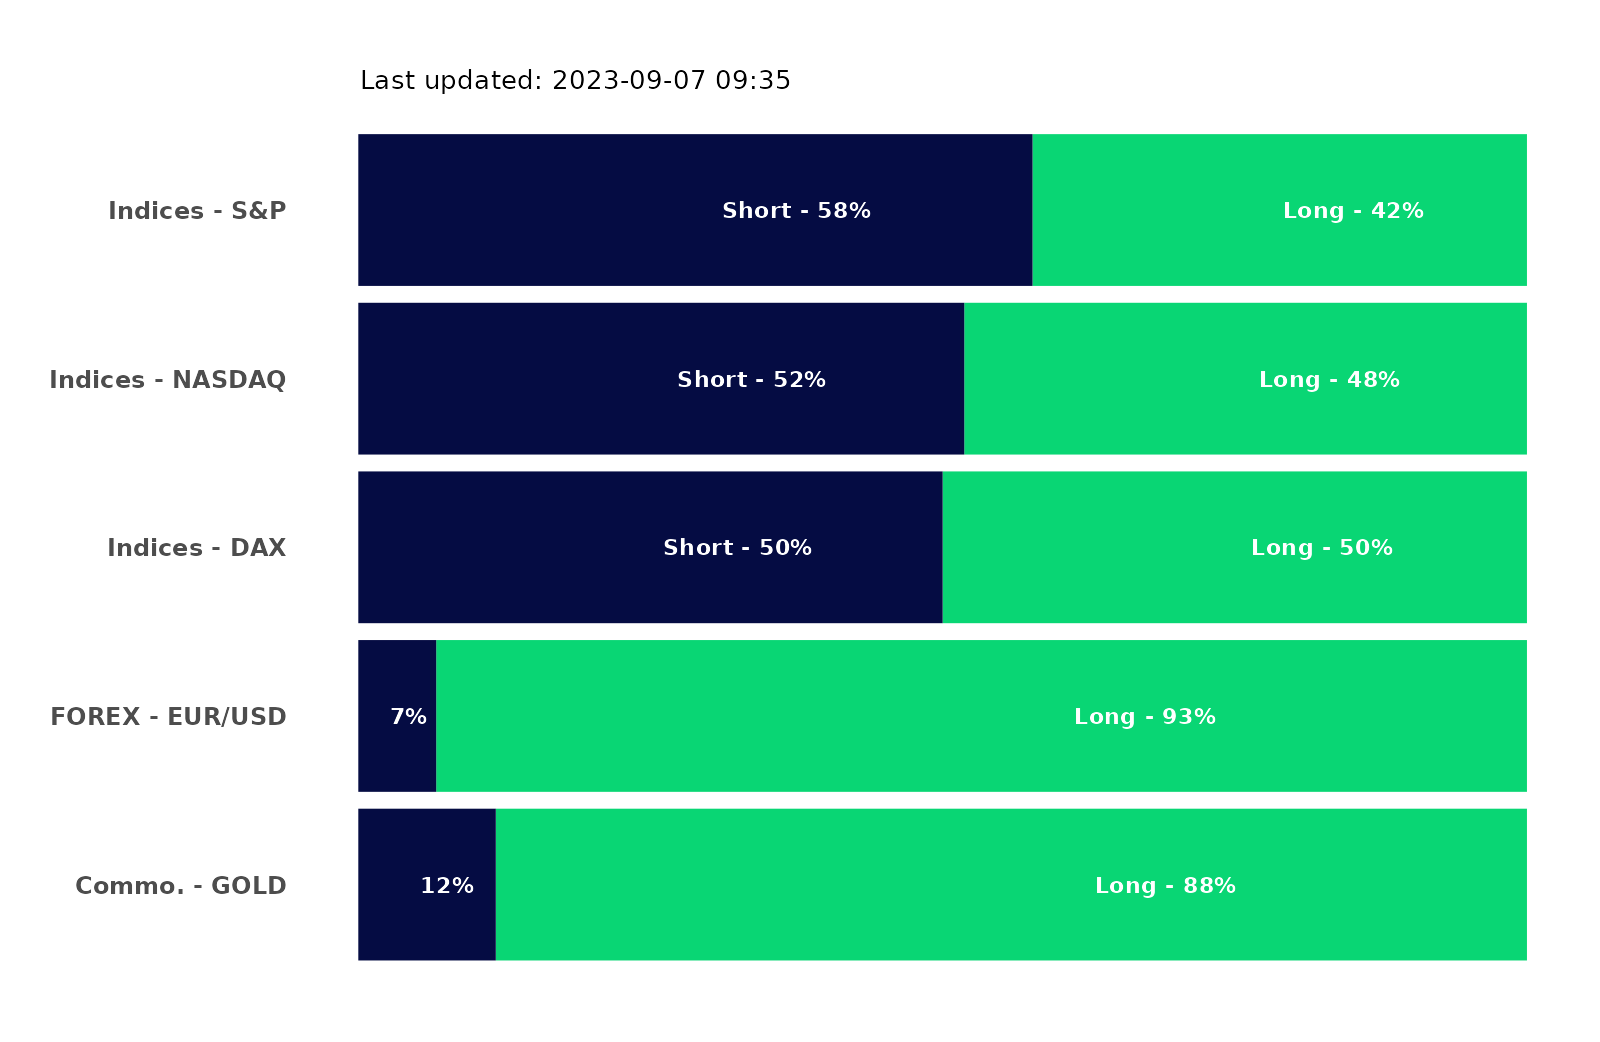 Last updated: 2023-09-07 09:35
Indices - S&P Short - 58% Long - 42%
Indices - NASDAQ Short - 52% Long - 48%
Indices - DAX Short - 50% Long - 50%
FOREX - EUR/USD 7% Long - 93%
Commo. - GOLD 12% Long - 88%